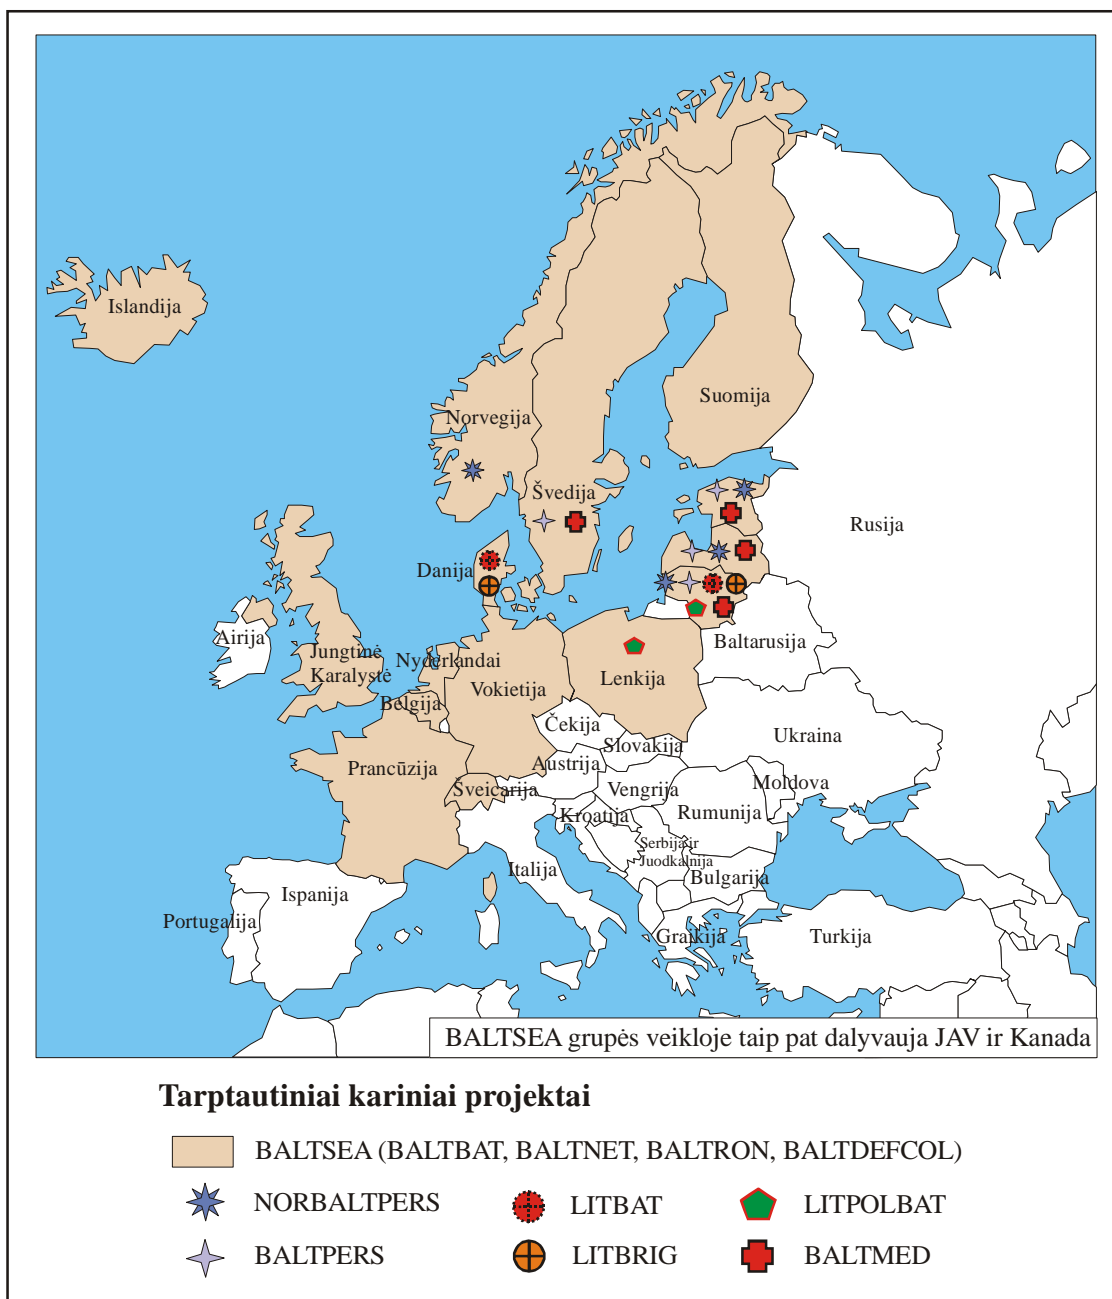 Islandija
Suomija
Norvegija
Švedija
Rusija
Danija
Airija
Baltarusija
Jungtinė
Karalystė
Nyderlandai
Lenkija
Vokietija
Belgija
Čekija
Ukraina
Slovakija
Prancūzija
Austrija
Moldova
Šveicarija
Vengrija
Rumunija
Kroatija
Serbija ir
Juodkalnija
Italija
Bulgarija
Ispanija
Portugalija
Graikija
Turkija
BALTSEA grupės veikloje taip pat dalyvauja JAV ir Kanada
Tarptautiniai kariniai projektai
BALTSEA (BALTBAT, BALTNET, BALTRON, BALTDEFCOL)
NORBALTPERS
LITBAT
LITPOLBAT
BALTPERS
LITBRIG
BALTMED